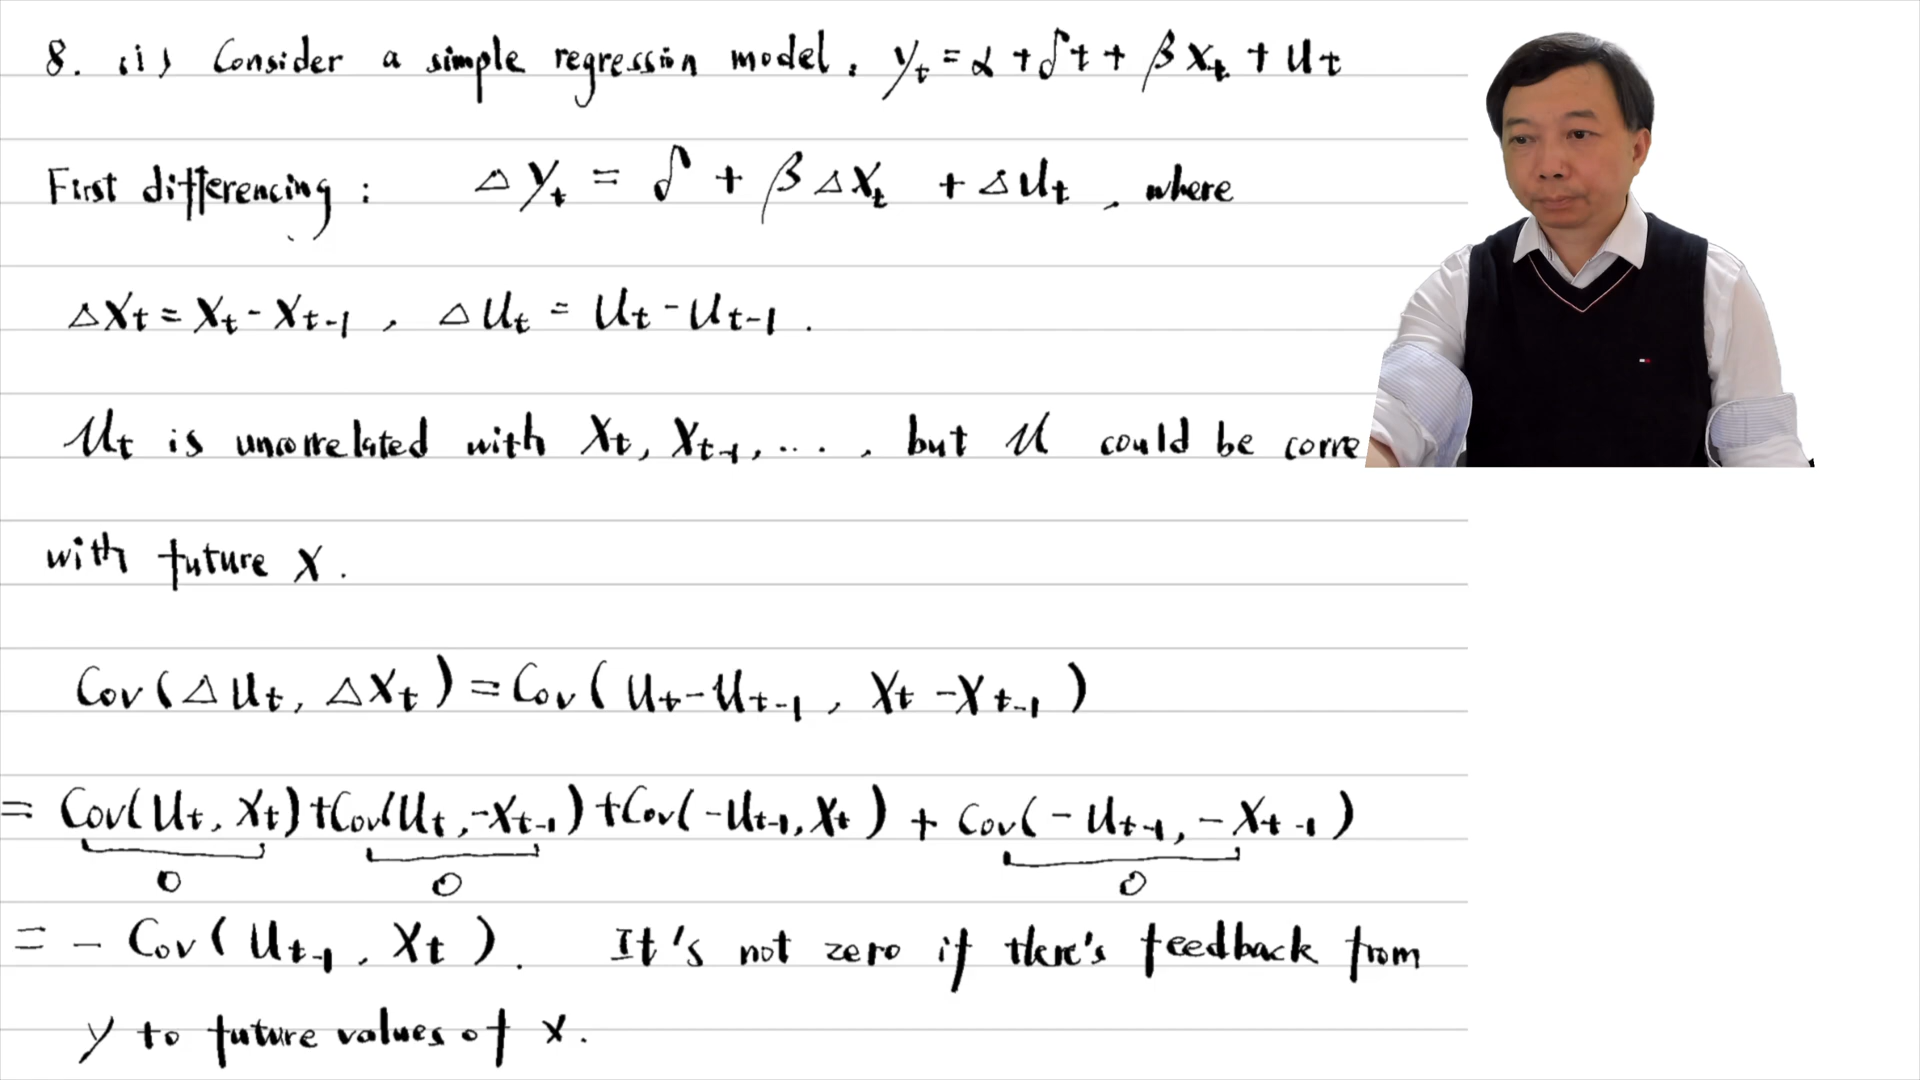 8. (i) Consider a simple regression model, yₜ = α + δt + βxₜ + uₜ
First differencing: Δyₜ = δ + βΔxₜ + Δuₜ, where
Δxₜ = xₜ - xₜ₋₁, Δuₜ = uₜ - uₜ₋₁.
uₜ is uncorrelated with xₜ, xₜ₋₁, ..., but u could be corre
with future x.
Cov(Δuₜ, Δxₜ) = Cov(uₜ - uₜ₋₁, xₜ - xₜ₋₁)
= Cov(uₜ, xₜ) + Cov(uₜ, -xₜ₋₁) + Cov(-uₜ₋₁, xₜ) + Cov(-uₜ₋₁, -xₜ₋₁)
0 0 0
= - Cov(uₜ₋₁, xₜ). It's not zero if there's feedback from
y to future values of x.